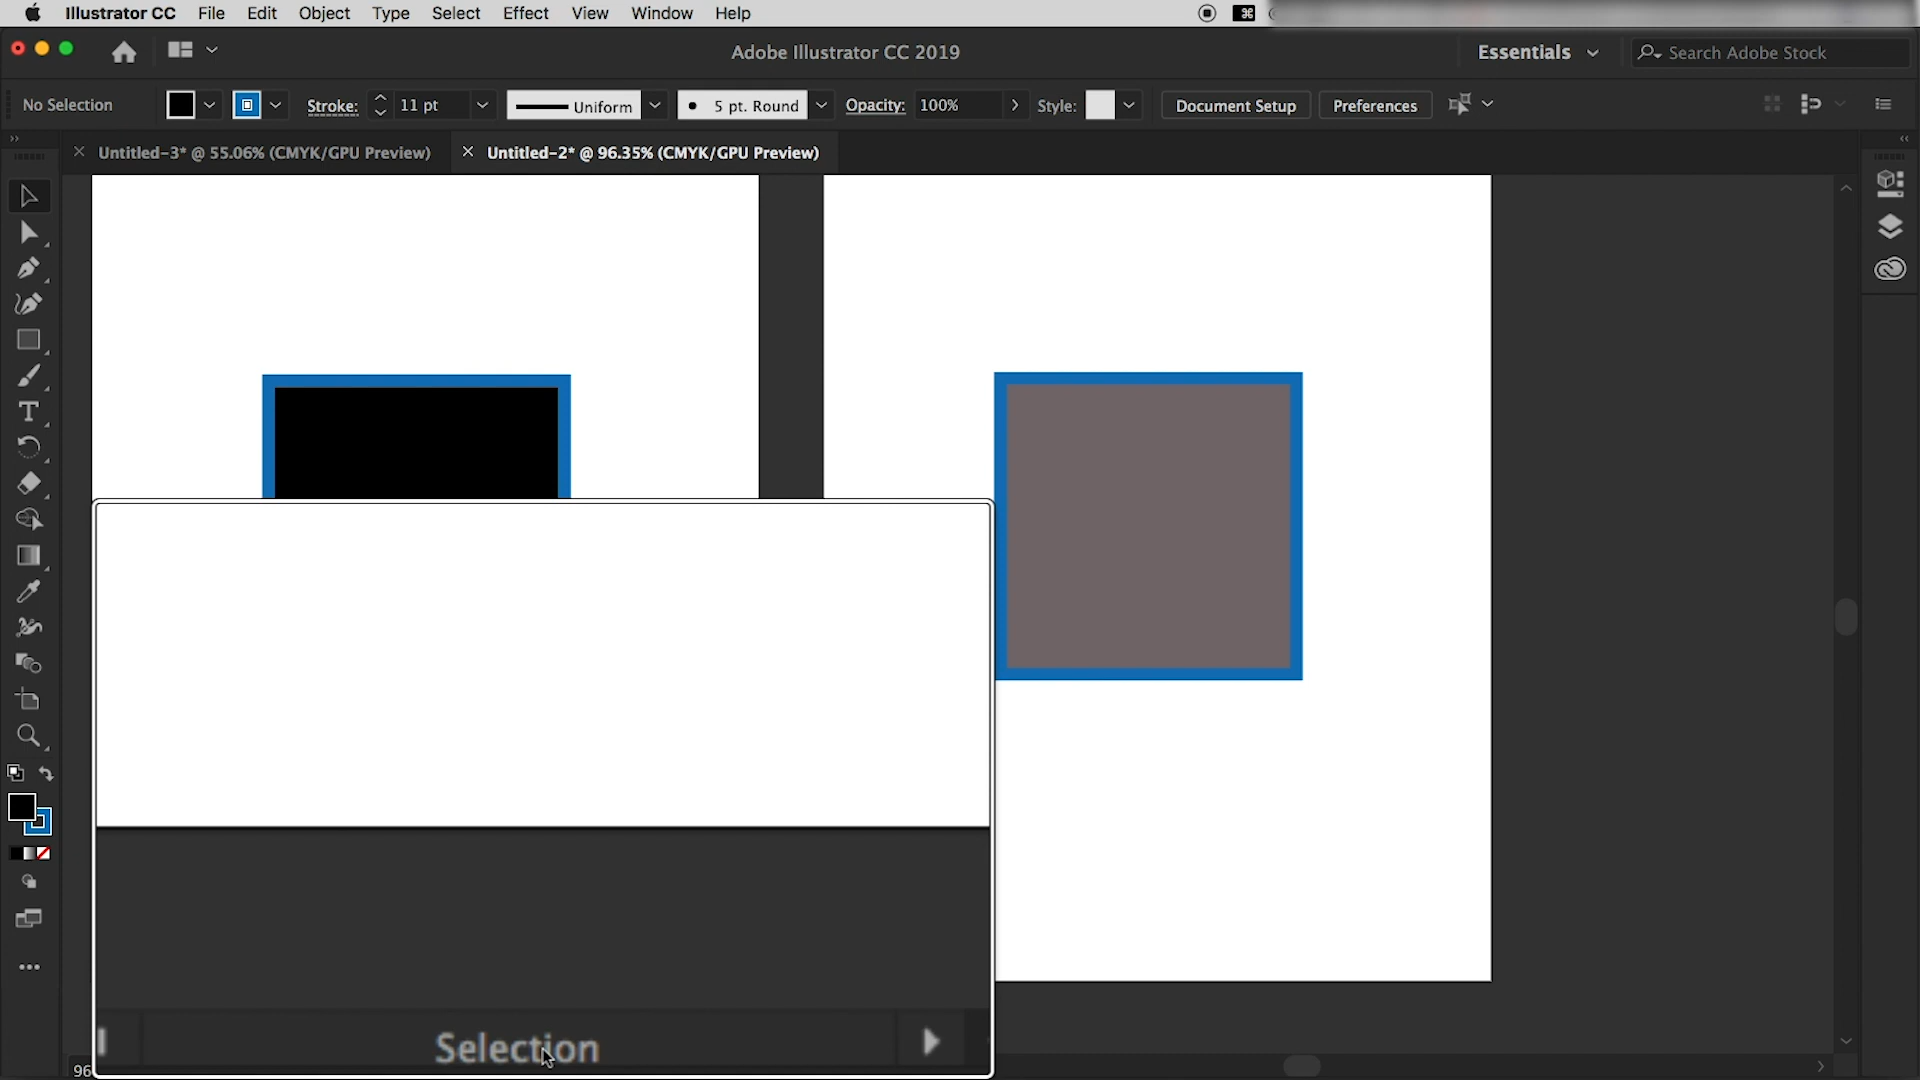 Illustrator CC File Edit Object Type Select Effect View Window Help
Adobe Illustrator CC 2019
Essentials
Search Adobe Stock
No Selection
Stroke: 11 pt
Uniform
5 pt. Round
Opacity: 100%
Style:
Document Setup
Preferences
Untitled-3* @ 55.06% (CMYK/GPU Preview)
Untitled-2* @ 96.35% (CMYK/GPU Preview)
Selection
96